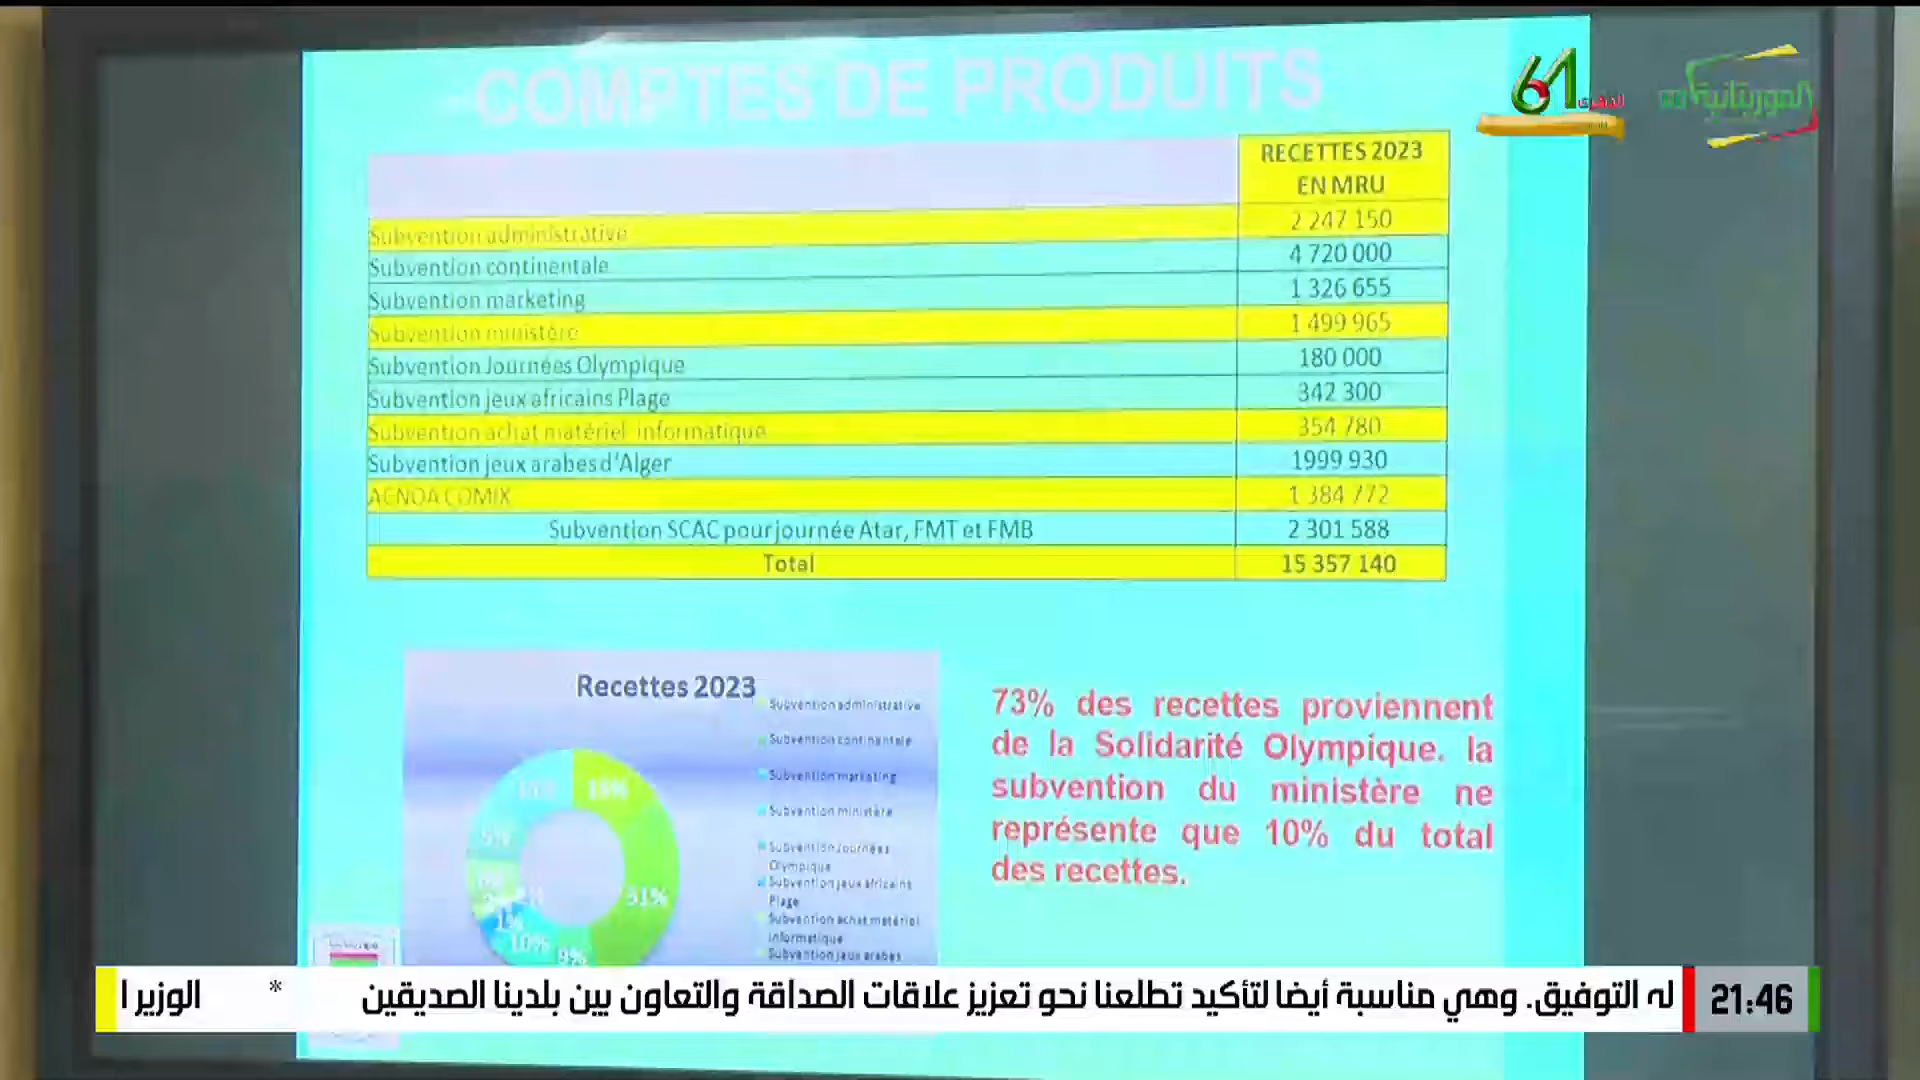 COMPTES DE PRODUITS
RECETTES 2023
EN MRU
Subvention administrative 2 247 150
Subvention continentale 4 720 000
Subvention marketing 1 326 655
Subvention ministère 1 499 965
Subvention Journées Olympique 180 000
Subvention jeux africains Plage 342 300
Subvention achat matériel informatique 354 780
Subvention jeux arabes d'Alger 1999 930
ACNOA COMIX 1 384 772
Subvention SCAC pour journée Atar, FMT et FMB 2 301 588
Total 15 357 140
Recettes 2023
Subvention administrative
Subvention continentale
Subvention marketing
Subvention ministère
Subvention Journées
Olympique
Subvention jeux africains
Plage
Subvention achat matériel
informatique
Subvention jeux arabes
31%
9%
10%
1%
9%
73% des recettes proviennent
de la Solidarité Olympique. la
subvention du ministère ne
représente que 10% du total
des recettes.
61
الذكرى
الموريتانية
له التوفيق. وهي مناسبة أيضا لتأكيد تطلعنا نحو تعزيز علاقات الصداقة والتعاون بين بلدينا الصديقين * الوزير ا
21:46